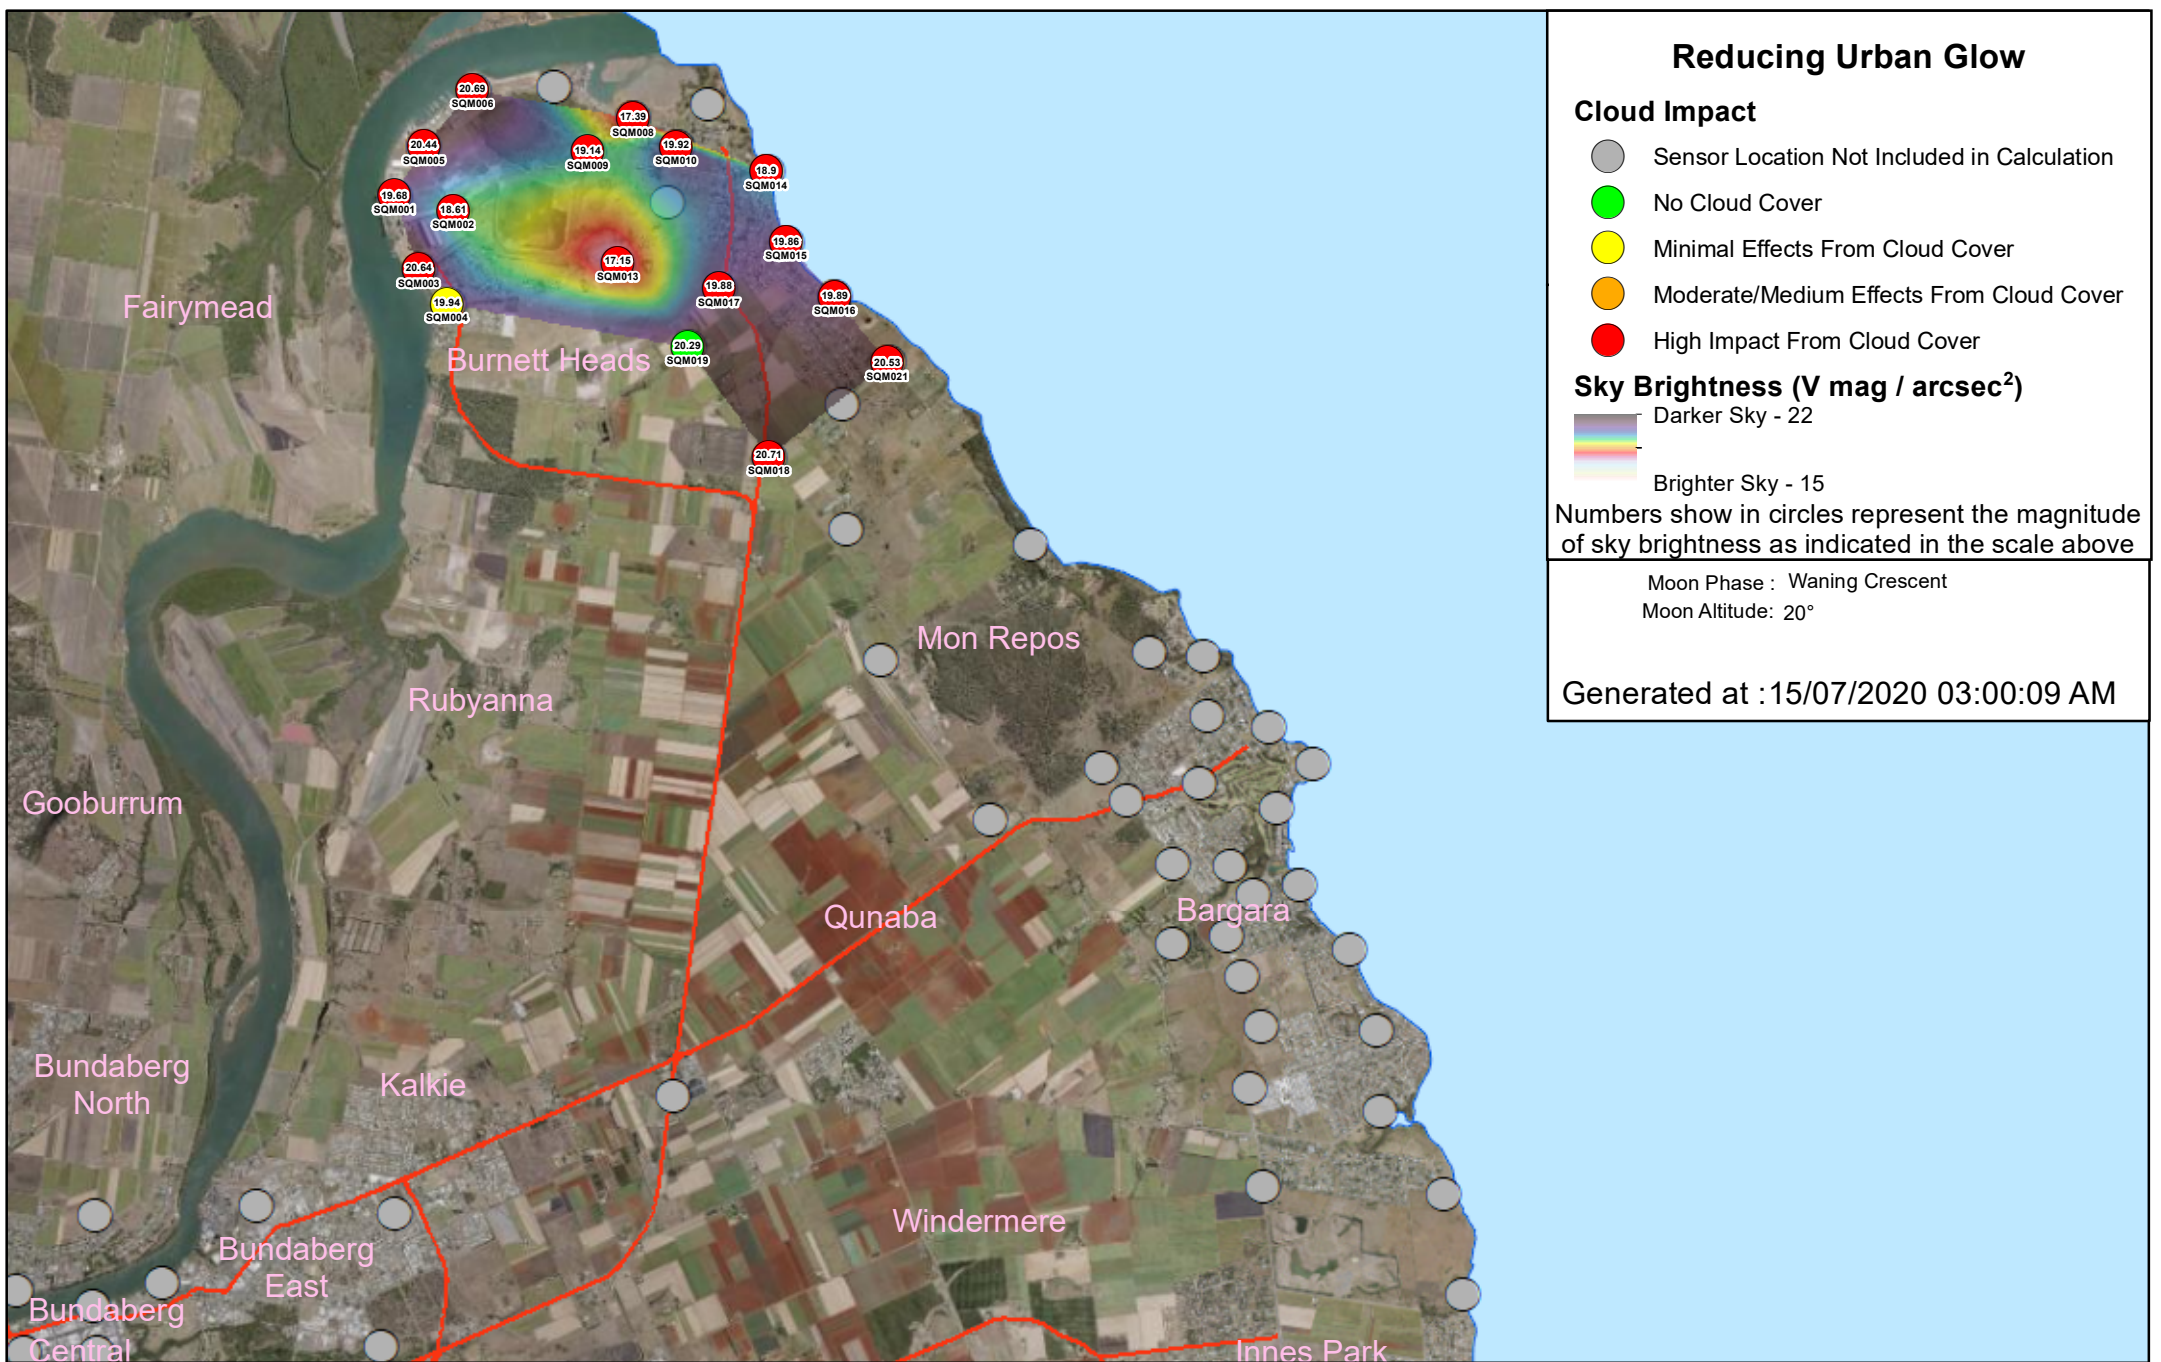 Reducing Urban Glow
Cloud Impact
Sensor Location Not Included in Calculation
No Cloud Cover
Minimal Effects From Cloud Cover
Moderate/Medium Effects From Cloud Cover
High Impact From Cloud Cover
Sky Brightness (V mag / arcsec²)
Darker Sky - 22
Brighter Sky - 15
Numbers show in circles represent the magnitude
of sky brightness as indicated in the scale above
Moon Phase : Waning Crescent
Moon Altitude: 20°
Generated at :15/07/2020 03:00:09 AM
20.69
SQM006
17.39
SQM008
20.44
SQM005
19.14
SQM009
19.92
SQM010
18.9
SQM014
19.68
SQM001
18.61
SQM002
19.86
SQM015
20.64
SQM003
17.15
SQM013
19.88
SQM017
19.89
SQM016
19.94
SQM004
20.29
SQM019
20.53
SQM021
20.71
SQM018
Fairymead
Burnett Heads
Mon Repos
Rubyanna
Gooburrum
Qunaba
Bargara
Bundaberg
North
Kalkie
Windermere
Bundaberg
East
Bundaberg
Central
Innes Park